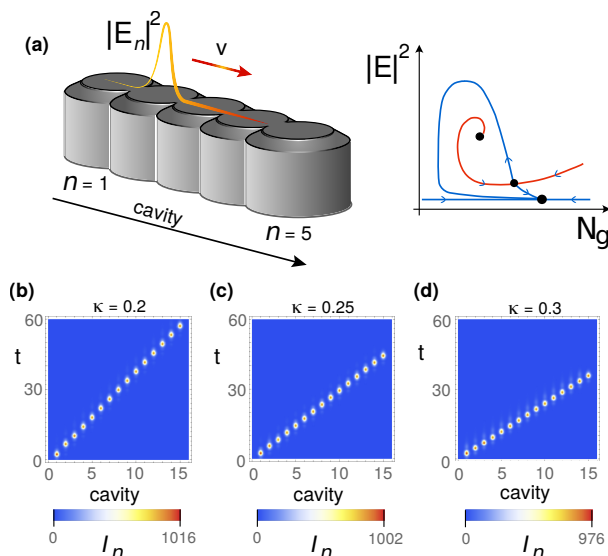 (a)
|E_n|^2
v
n = 1
cavity
n = 5
|E|^2
N_g
(b)
κ = 0.2
60
t
30
0
0 5 10 15
cavity
0 1016
I_n
(c)
κ = 0.25
60
t
30
0
0 5 10 15
cavity
0 1002
I_n
(d)
κ = 0.3
60
t
30
0
0 5 10 15
cavity
0 976
I_n